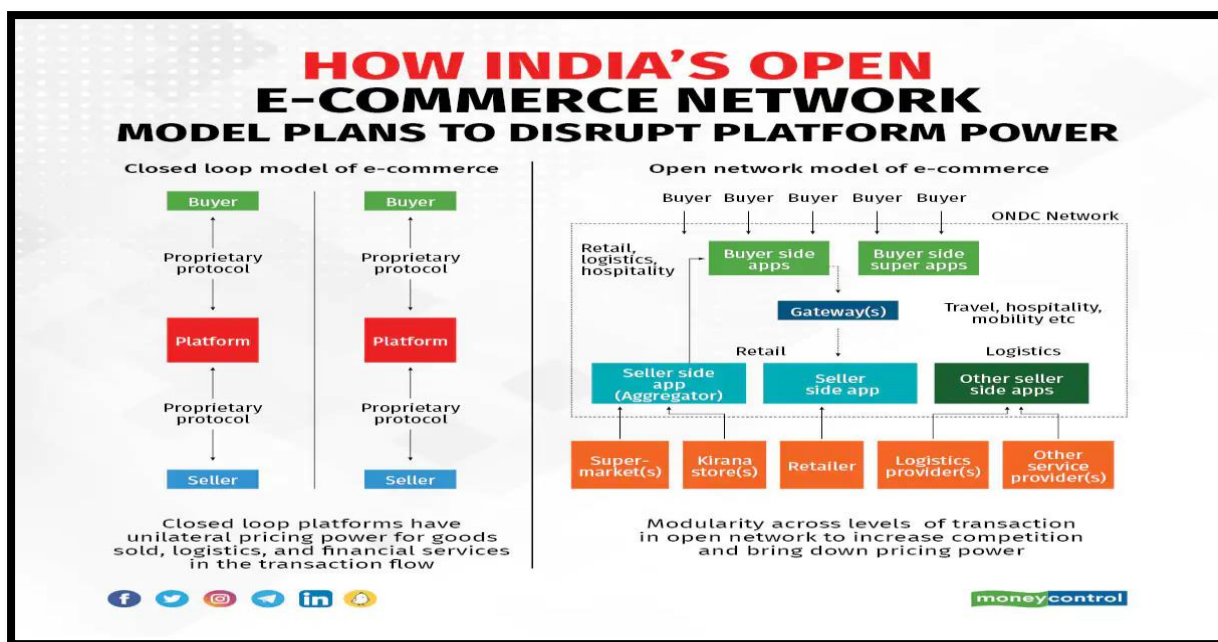 HOW INDIA'S OPEN
E-COMMERCE NETWORK
MODEL PLANS TO DISRUPT PLATFORM POWER
Closed loop model of e-commerce
Buyer
Proprietary
protocol
Platform
Proprietary
protocol
Seller
Buyer
Proprietary
protocol
Platform
Proprietary
protocol
Seller
Closed loop platforms have
unilateral pricing power for goods
sold, logistics, and financial services
in the transaction flow
Open network model of e-commerce
Buyer Buyer Buyer Buyer Buyer
ONDC Network
Retail,
logistics,
hospitality
Buyer side
apps
Buyer side
super apps
Gateway(s)
Travel, hospitality,
mobility etc
Retail
Logistics
Seller side
app
(Aggregator)
Seller
side app
Other seller
side apps
Super-
market(s)
Kirana
store(s)
Retailer
Logistics
provider(s)
Other
service
provider(s)
Modularity across levels of transaction
in open network to increase competition
and bring down pricing power
moneycontrol